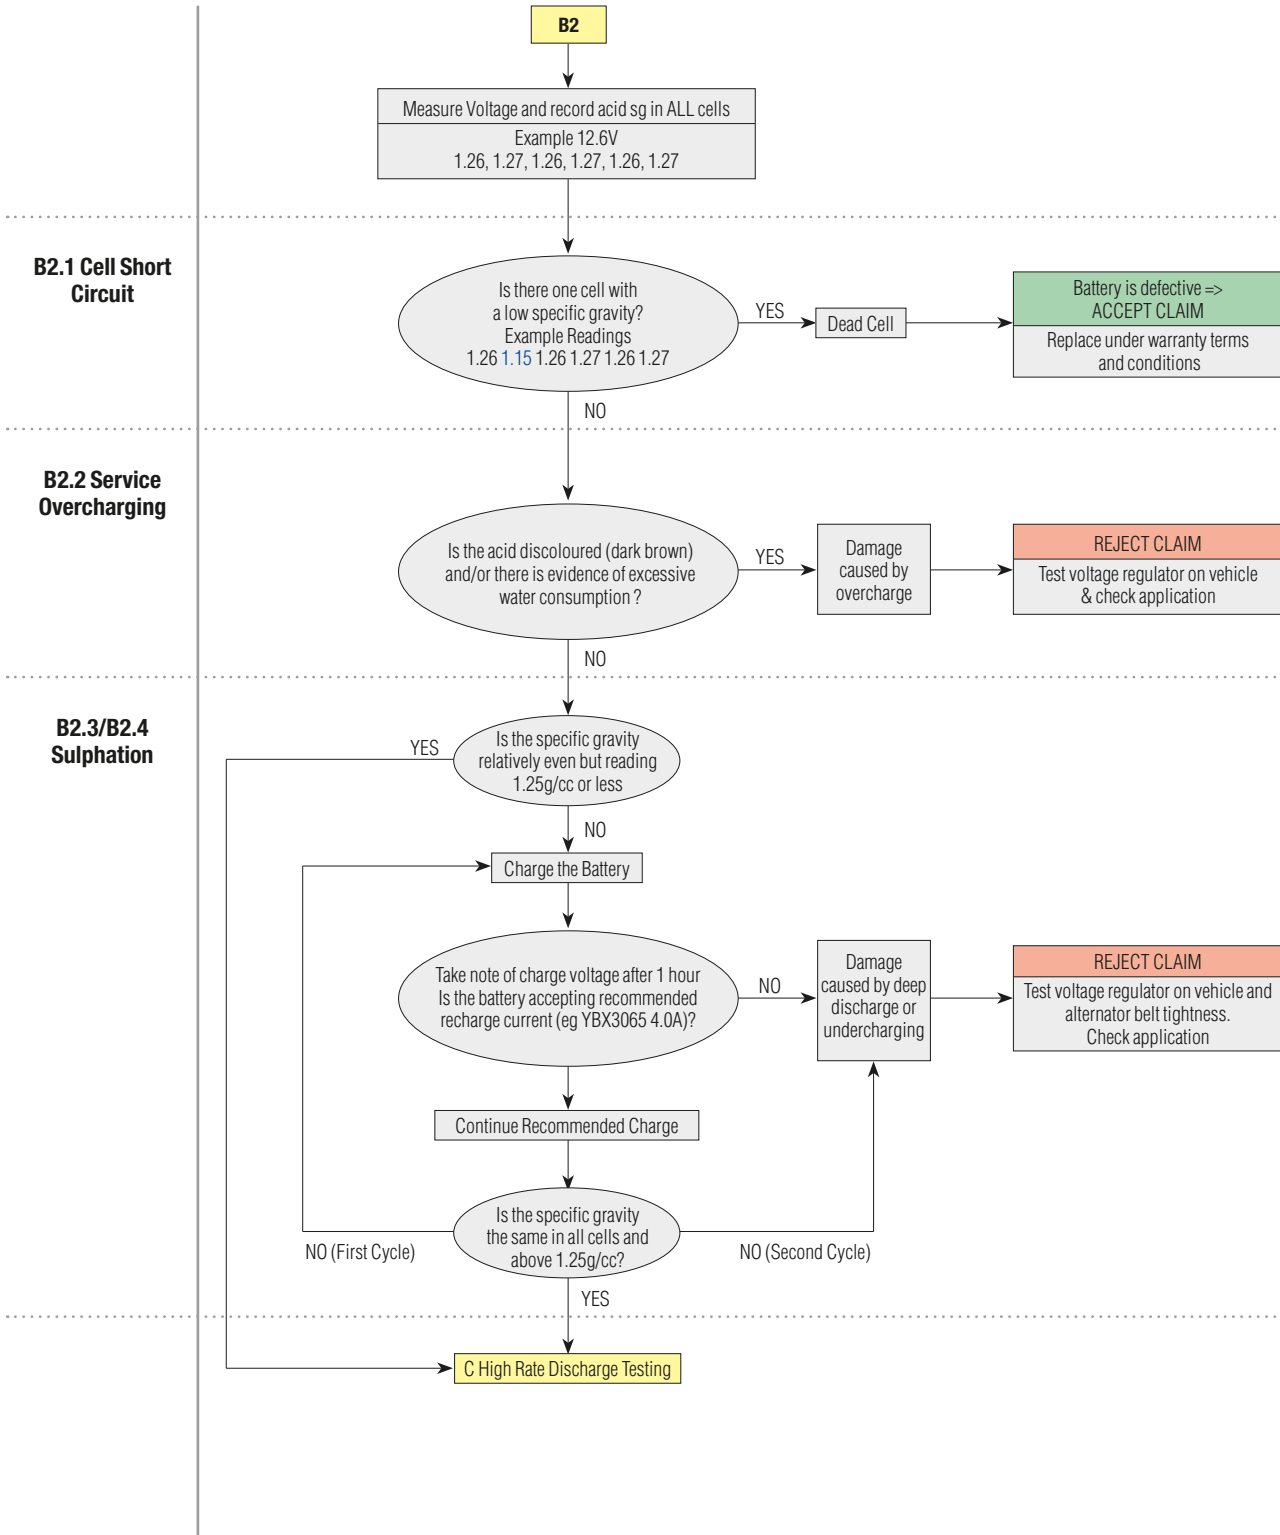 B2
Measure Voltage and record acid sg in ALL cells
Example 12.6V
1.26, 1.27, 1.26, 1.27, 1.26, 1.27
B2.1 Cell Short
Circuit
Is there one cell with
a low specific gravity?
Example Readings
1.26 1.15 1.26 1.27 1.26 1.27
YES
Dead Cell
Battery is defective =>
ACCEPT CLAIM
Replace under warranty terms
and conditions
NO
B2.2 Service
Overcharging
Is the acid discoloured (dark brown)
and/or there is evidence of excessive
water consumption ?
YES
Damage
caused by
overcharge
REJECT CLAIM
Test voltage regulator on vehicle
& check application
NO
B2.3/B2.4
Sulphation
Is the specific gravity
relatively even but reading
1.25g/cc or less
YES
NO
Charge the Battery
Take note of charge voltage after 1 hour
Is the battery accepting recommended
recharge current (eg YBX3065 4.0A)?
NO
Damage
caused by deep
discharge or
undercharging
REJECT CLAIM
Test voltage regulator on vehicle and
alternator belt tightness.
Check application
Continue Recommended Charge
Is the specific gravity
the same in all cells and
above 1.25g/cc?
NO (First Cycle)
NO (Second Cycle)
YES
C High Rate Discharge Testing